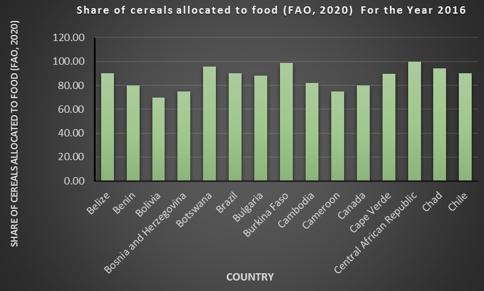 Share of cereals allocated to food (FAO, 2020)  For the Year 2016
SHARE OF CEREALS ALLOCATED TO FOOD (FAO, 2020)
120.00
100.00
80.00
60.00
40.00
20.00
0.00
Belize
Benin
Bolivia
Bosnia and Herzegovina
Botswana
Brazil
Bulgaria
Burkina Faso
Cambodia
Cameroon
Canada
Cape Verde
Central African Republic
Chad
Chile
COUNTRY